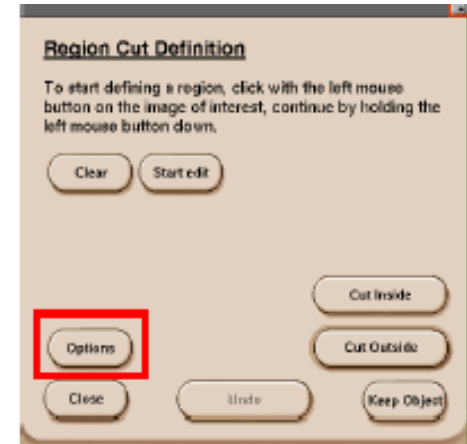 Region Cut Definition
To start defining a region, click with the left mouse
button on the image of interest, continue by holding the
left mouse button down.
Clear Start edit
Cut Inside
Options Cut Outside
Close Undo Keep Object